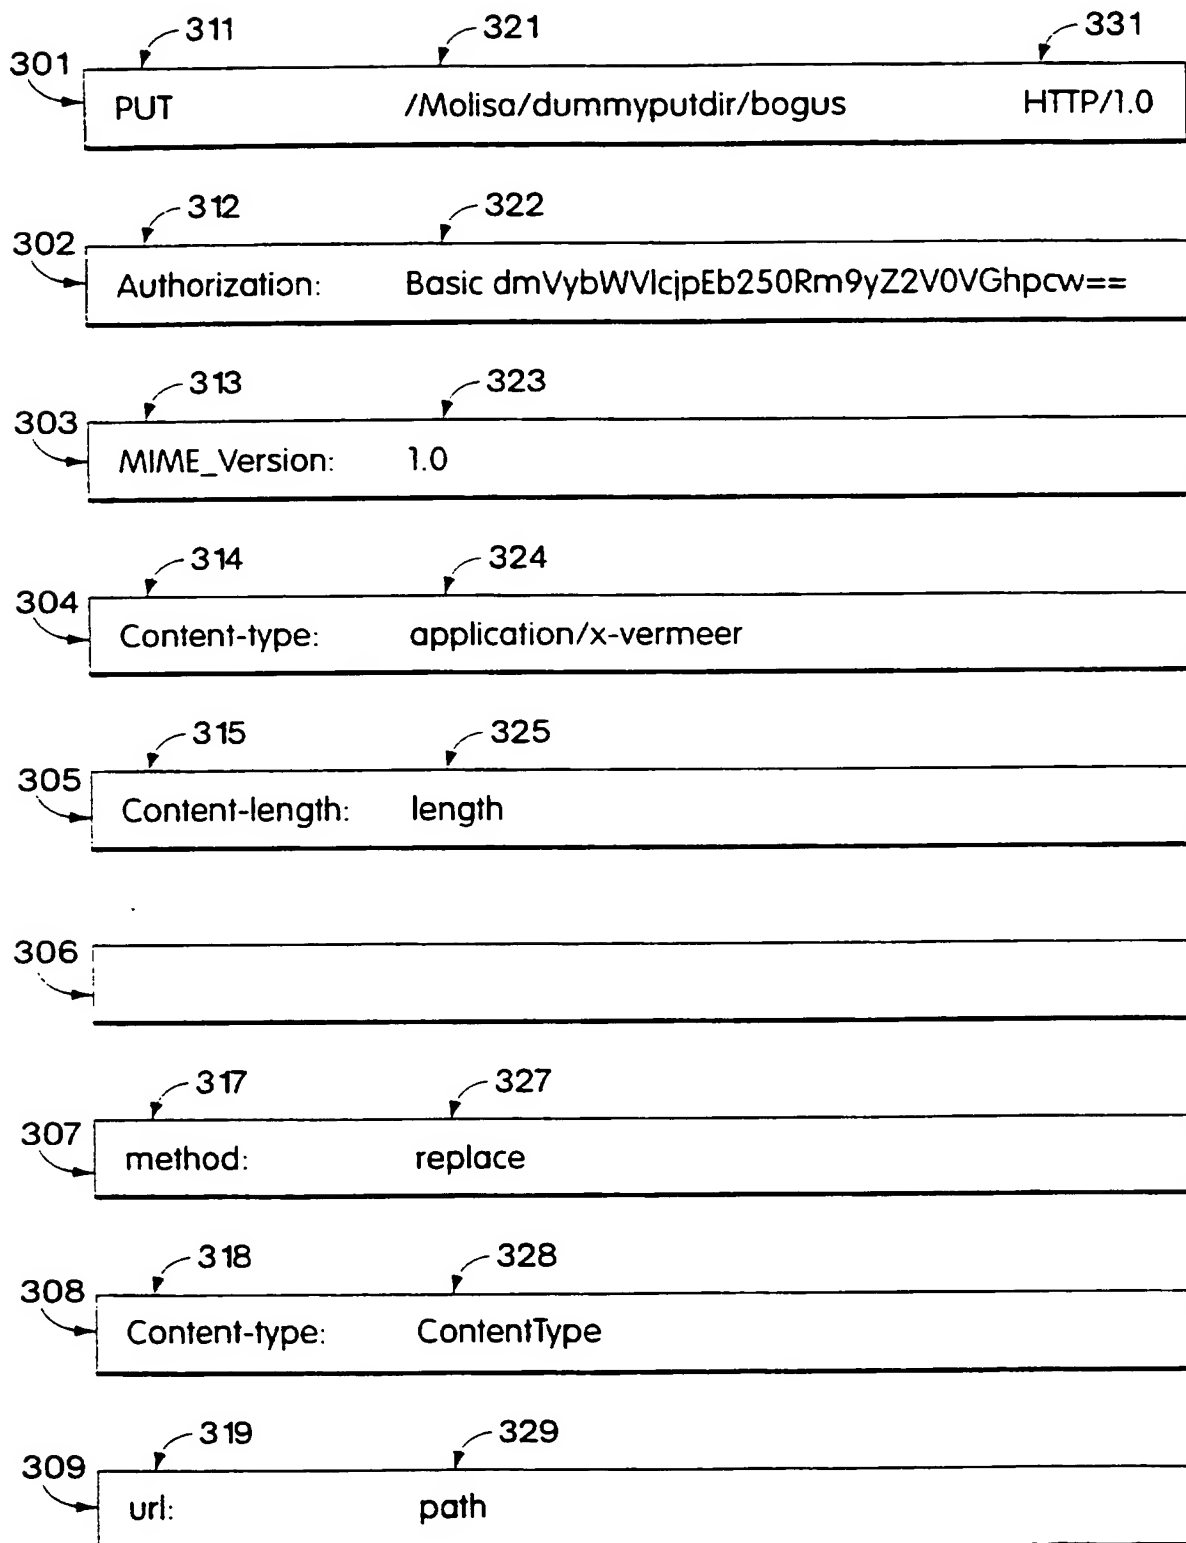 311 321 331
301
PUT /Molisa/dummyputdir/bogus HTTP/1.0
312 322
302
Authorization: Basic dmVybWVlcjpEb250Rm9yZ2V0VGhpcw==
313 323
303
MIME_Version: 1.0
314 324
304
Content-type: application/x-vermeer
315 325
305
Content-length: length
306
317 327
307
method: replace
318 328
308
Content-type: ContentType
319 329
309
url: path